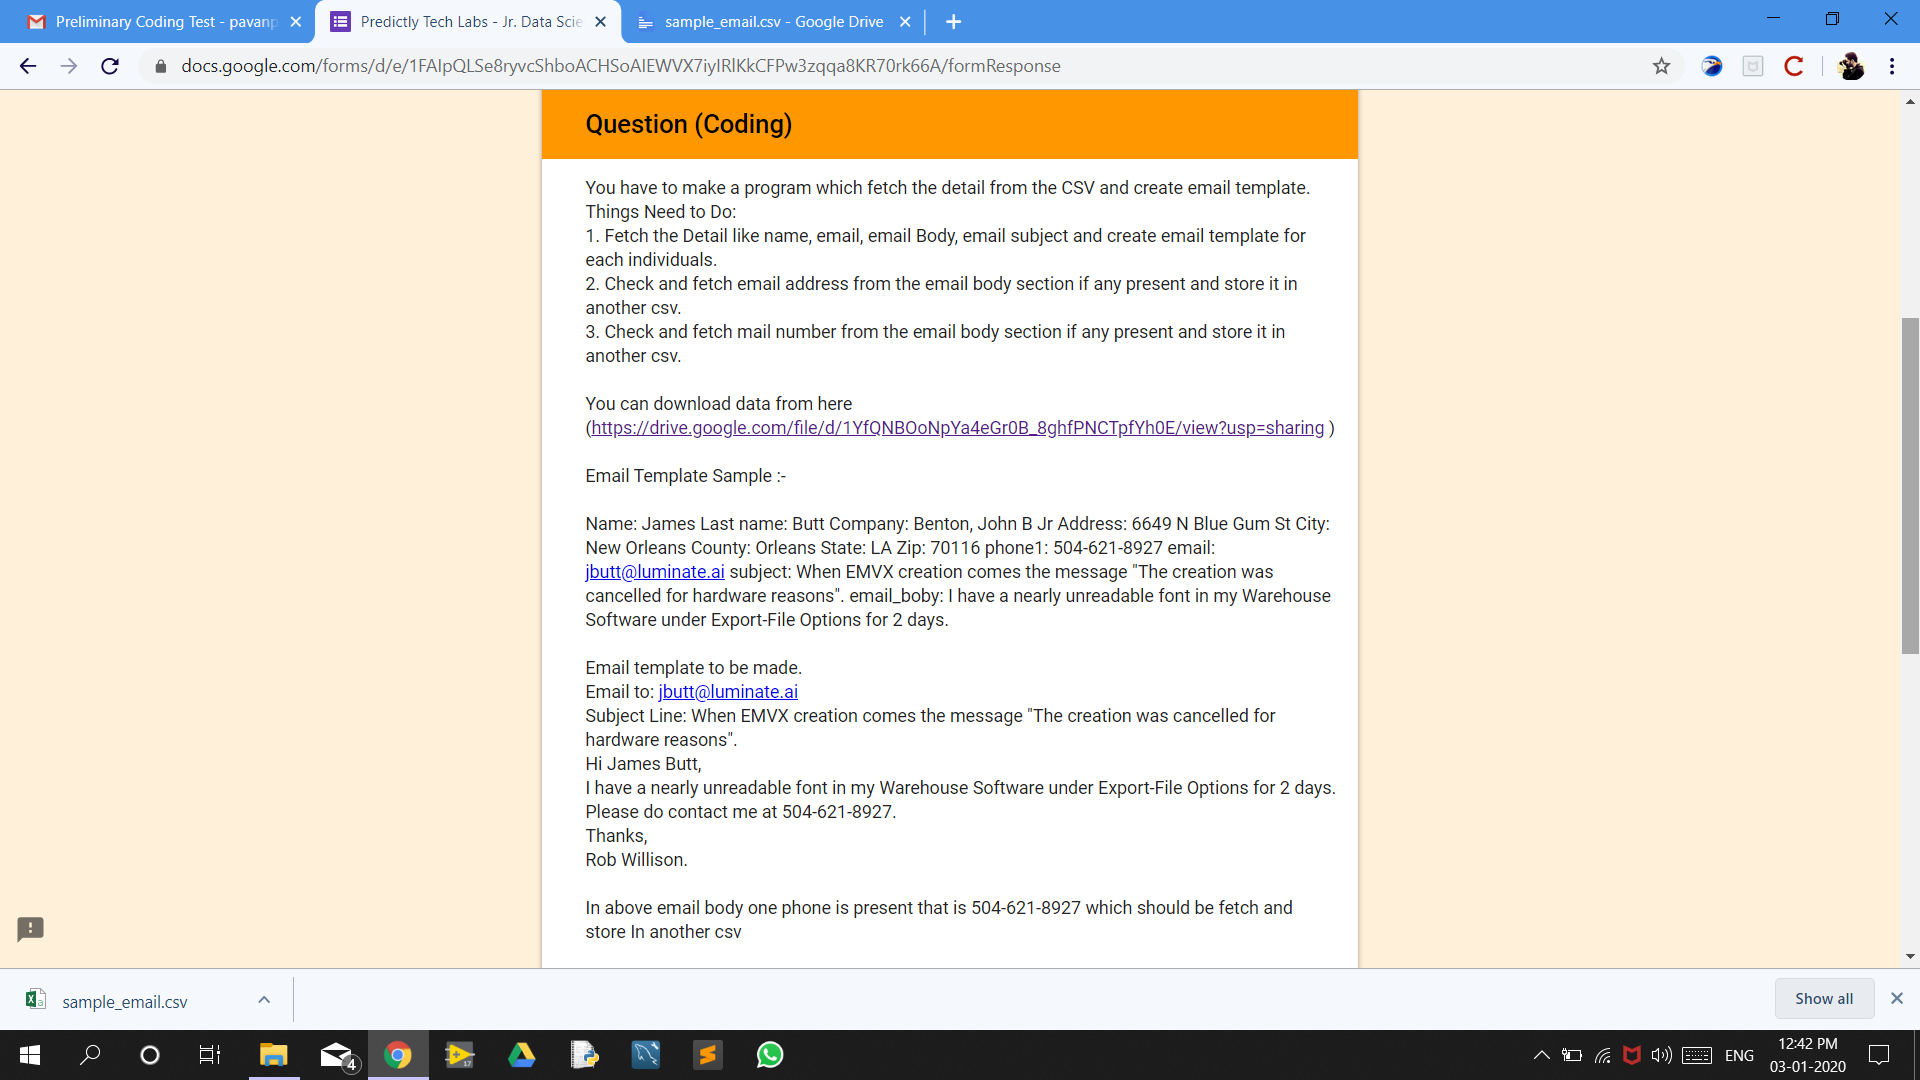 Preliminary Coding Test - pavanp
Predictly Tech Labs - Jr. Data Scie
sample_email.csv - Google Drive
docs.google.com/forms/d/e/1FAIpQLSe8ryvcShboACHSoAIEWVX7iyIRlKkCFPw3zqqa8KR70rk66A/formResponse
Question (Coding)
You have to make a program which fetch the detail from the CSV and create email template.
Things Need to Do:
1. Fetch the Detail like name, email, email Body, email subject and create email template for
each individuals.
2. Check and fetch email address from the email body section if any present and store it in
another csv.
3. Check and fetch mail number from the email body section if any present and store it in
another csv.
You can download data from here
(https://drive.google.com/file/d/1YfQNBOoNpYa4eGr0B_8ghfPNCTpfYh0E/view?usp=sharing )
Email Template Sample :-
Name: James Last name: Butt Company: Benton, John B Jr Address: 6649 N Blue Gum St City:
New Orleans County: Orleans State: LA Zip: 70116 phone1: 504-621-8927 email:
jbutt@luminate.ai subject: When EMVX creation comes the message "The creation was
cancelled for hardware reasons". email_boby: I have a nearly unreadable font in my Warehouse
Software under Export-File Options for 2 days.
Email template to be made.
Email to: jbutt@luminate.ai
Subject Line: When EMVX creation comes the message "The creation was cancelled for
hardware reasons".
Hi James Butt,
I have a nearly unreadable font in my Warehouse Software under Export-File Options for 2 days.
Please do contact me at 504-621-8927.
Thanks,
Rob Willison.
In above email body one phone is present that is 504-621-8927 which should be fetch and
store In another csv
sample_email.csv
Show all
4
17
ENG
12:42 PM
03-01-2020